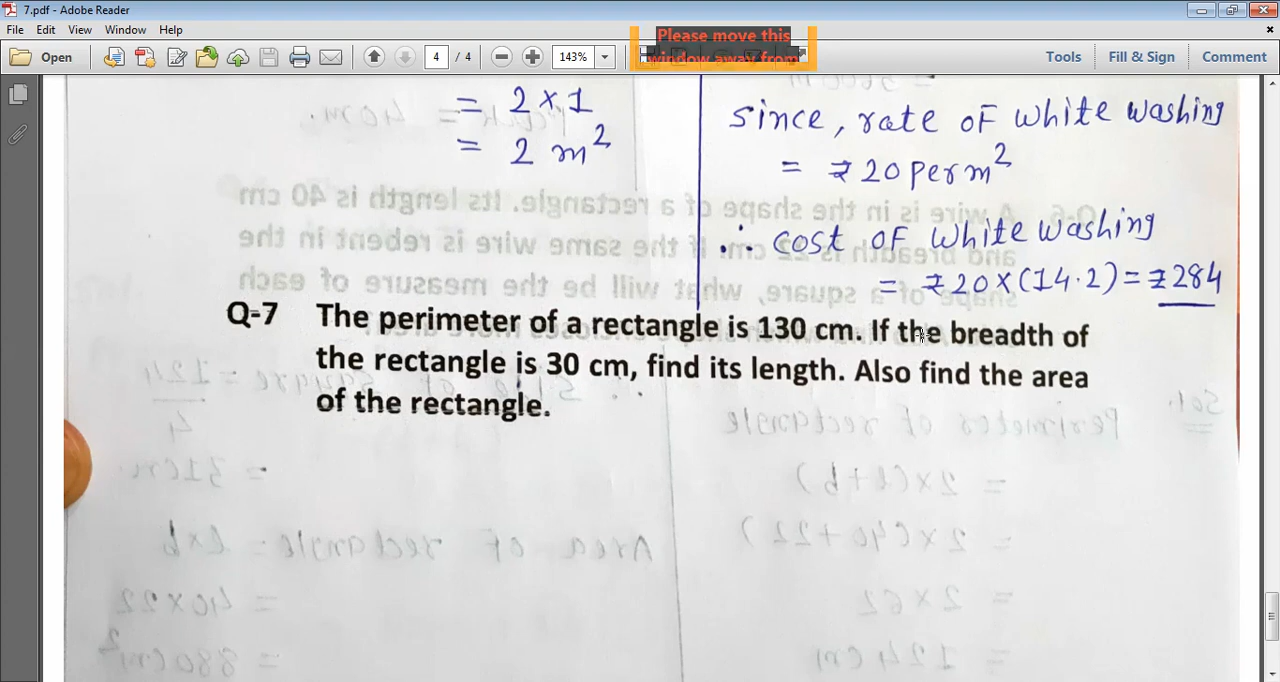 7.pdf - Adobe Reader
File Edit View Window Help
Open
4 / 4
143%
Please move this
window away from
Tools Fill & Sign Comment
= 2 × 1
= 2 m²
since, rate of white washing
= ₹ 20 per m²
∴ cost of white washing
= ₹ 20 × (14.2) = ₹ 284
Q-7 The perimeter of a rectangle is 130 cm. If the breadth of
the rectangle is 30 cm, find its length. Also find the area
of the rectangle.